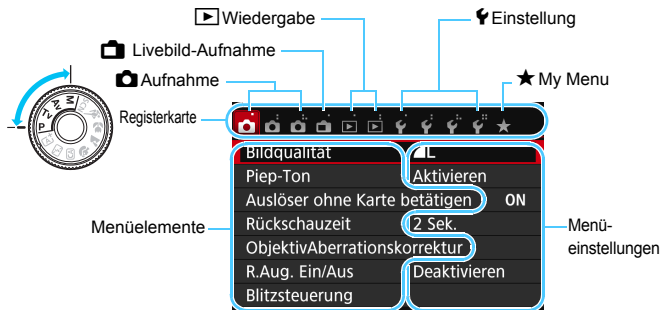 Wiedergabe
Einstellung
Livebild-Aufnahme
Aufnahme
My Menu
Registerkarte
Bildqualität
L
Piep-Ton
Aktivieren
Auslöser ohne Karte betätigen
ON
Rückschauzeit
2 Sek.
ObjektivAberrationskorrektur
R.Aug. Ein/Aus
Deaktivieren
Blitzsteuerung
Menüelemente
Menü-
einstellungen
P